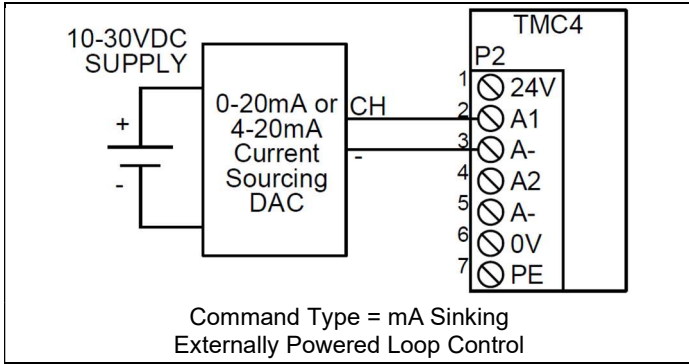 10-30VDC
SUPPLY
+
-
0-20mA or
4-20mA
Current
Sourcing
DAC
CH
-
TMC4
P2
1 24V
2 A1
3 A-
4 A2
5 A-
6 0V
7 PE
Command Type = mA Sinking
Externally Powered Loop Control